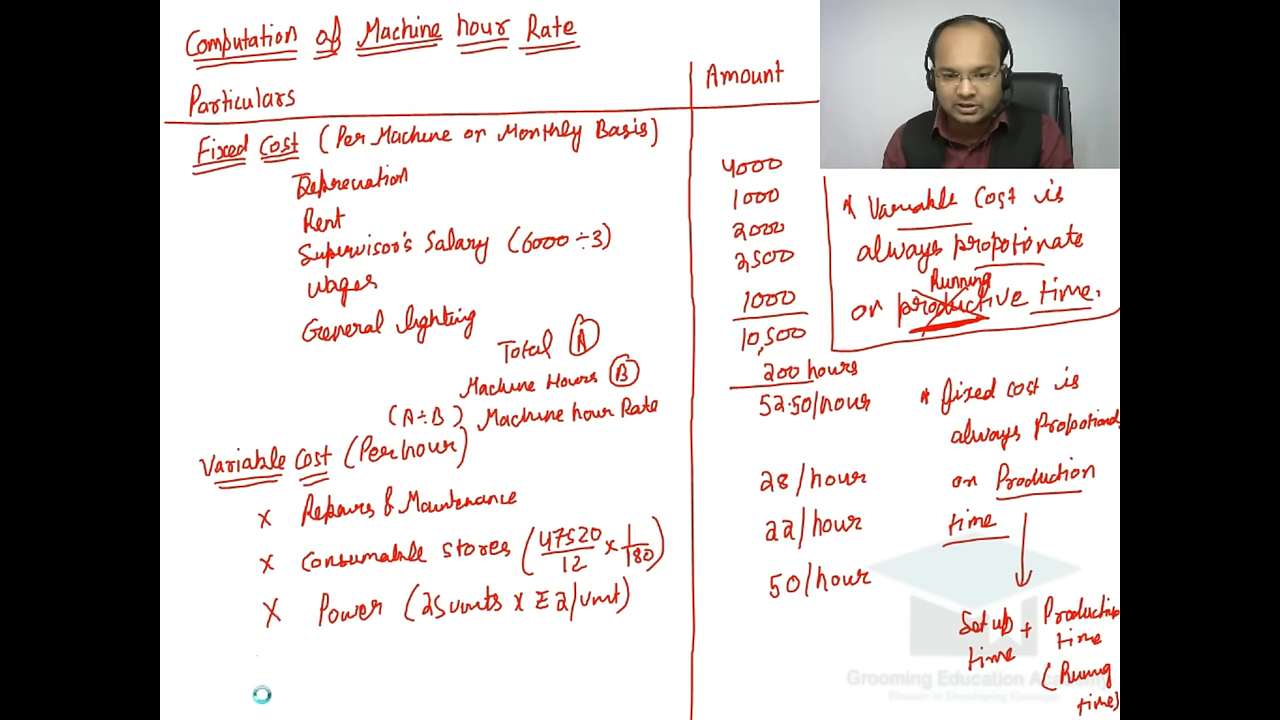 Computation of Machine hour Rate
Particulars
Amount
Fixed Cost (Per Machine or Monthly Basis)
Depreciation 4000
Rent 1000
Supervisor's Salary (6000 ÷ 3) 2000
Wages 2500
General lighting 1000
Total A 10,500
Machine Hours B 200 hours
(A ÷ B) Machine hour Rate 52.50/hour
Variable Cost (Per hour)
x Repairs & Maintenance 28/hour
x Consumable stores (47520/12 x 1/180) 22/hour
x Power (25 units x ₹ 2/unit) 50/hour
* Variable Cost is
always propotionate
Running
on productive time.
* fixed cost is
always Propotional
on Production
time
Set up + Production
time time
(Runing
time)
Grooming Education Academy